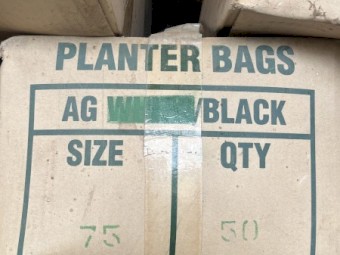 PLANTER BAGS
AG /BLACK
SIZE QTY
75 50